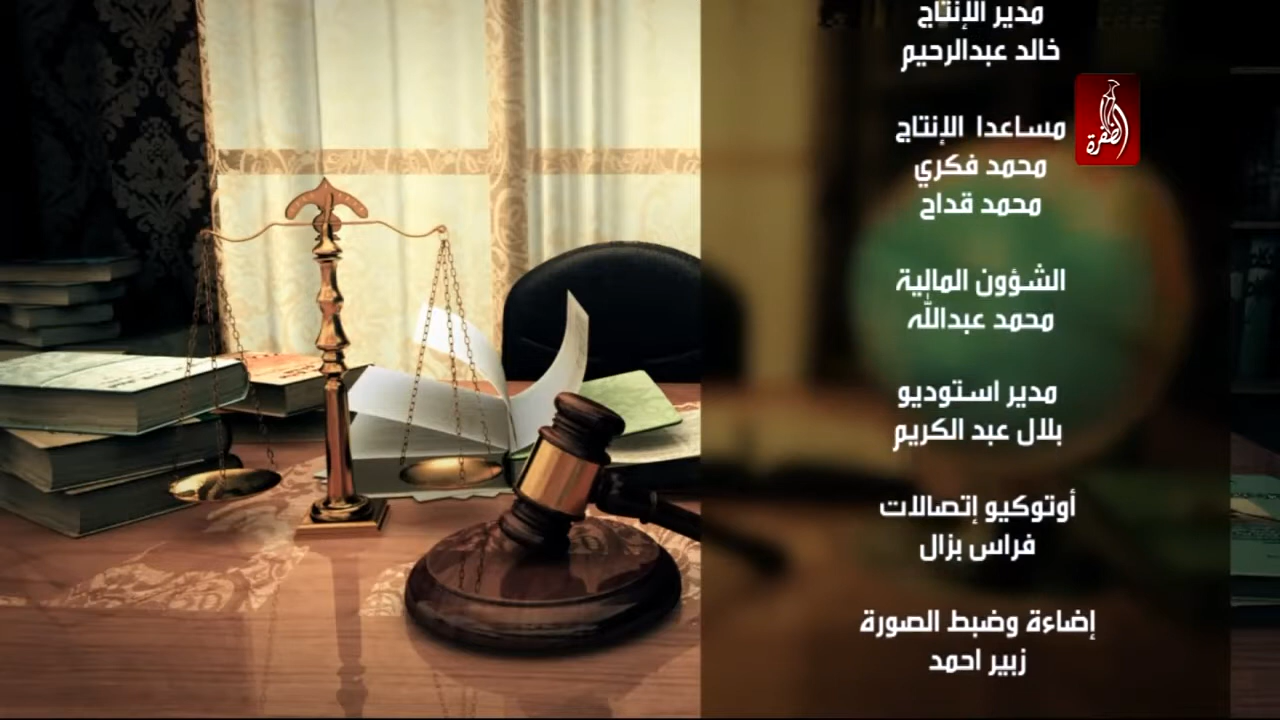 مدير الإنتاج
خالد عبدالرحيم
الظفرة
مساعدا الإنتاج
محمد فكري
محمد قداح
الشؤون المالية
محمد عبدالله
مدير استوديو
بلال عبد الكريم
أوتوكيو إتصالات
فراس بزال
إضاءة وضبط الصورة
زبير احمد